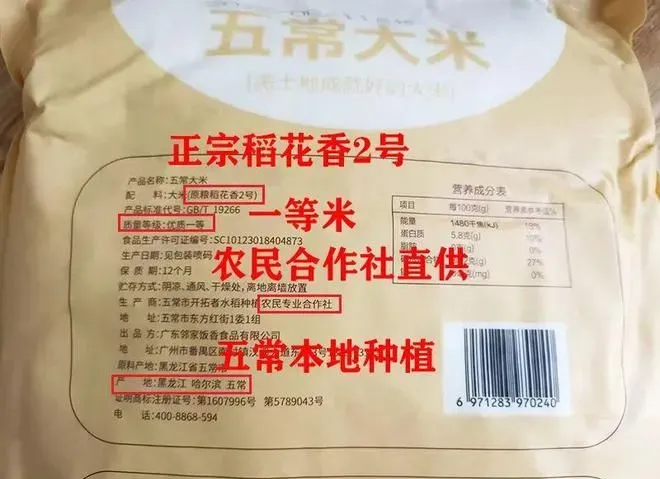 五常大米
正宗稻花香2号
产品名称:五常大米
配 料:大米(原粮稻花香2号)
产品标准代号:GB/T 19266
一等米
质量等级:优质一等
食品生产许可证编号:SC10123018404873
生产日期:见包装喷码
农民合作社直供
保质期:12个月
贮存方式:阴凉、通风、干燥处,离地离墙放置
生 产 商:五常市开拓者水稻种植农民专业合作社
地 址:五常市东方红街1委1组
出 品 方:广东邻家饭香食品有限公司
五常本地种植
地 址:广州市番禺区
原料产地:黑龙江省五常
产 地:黑龙江 哈尔滨 五常
证明商标注册证号:第1607996号 第5789043号
电 话:400-8868-594
营养成分表
项目 每100克(g) 营养素参考值%
能量 1480千焦(kJ) 19%
蛋白质 5.8克(g) 10%
脂肪 0克(g) 0%
27%
6 971283 970240